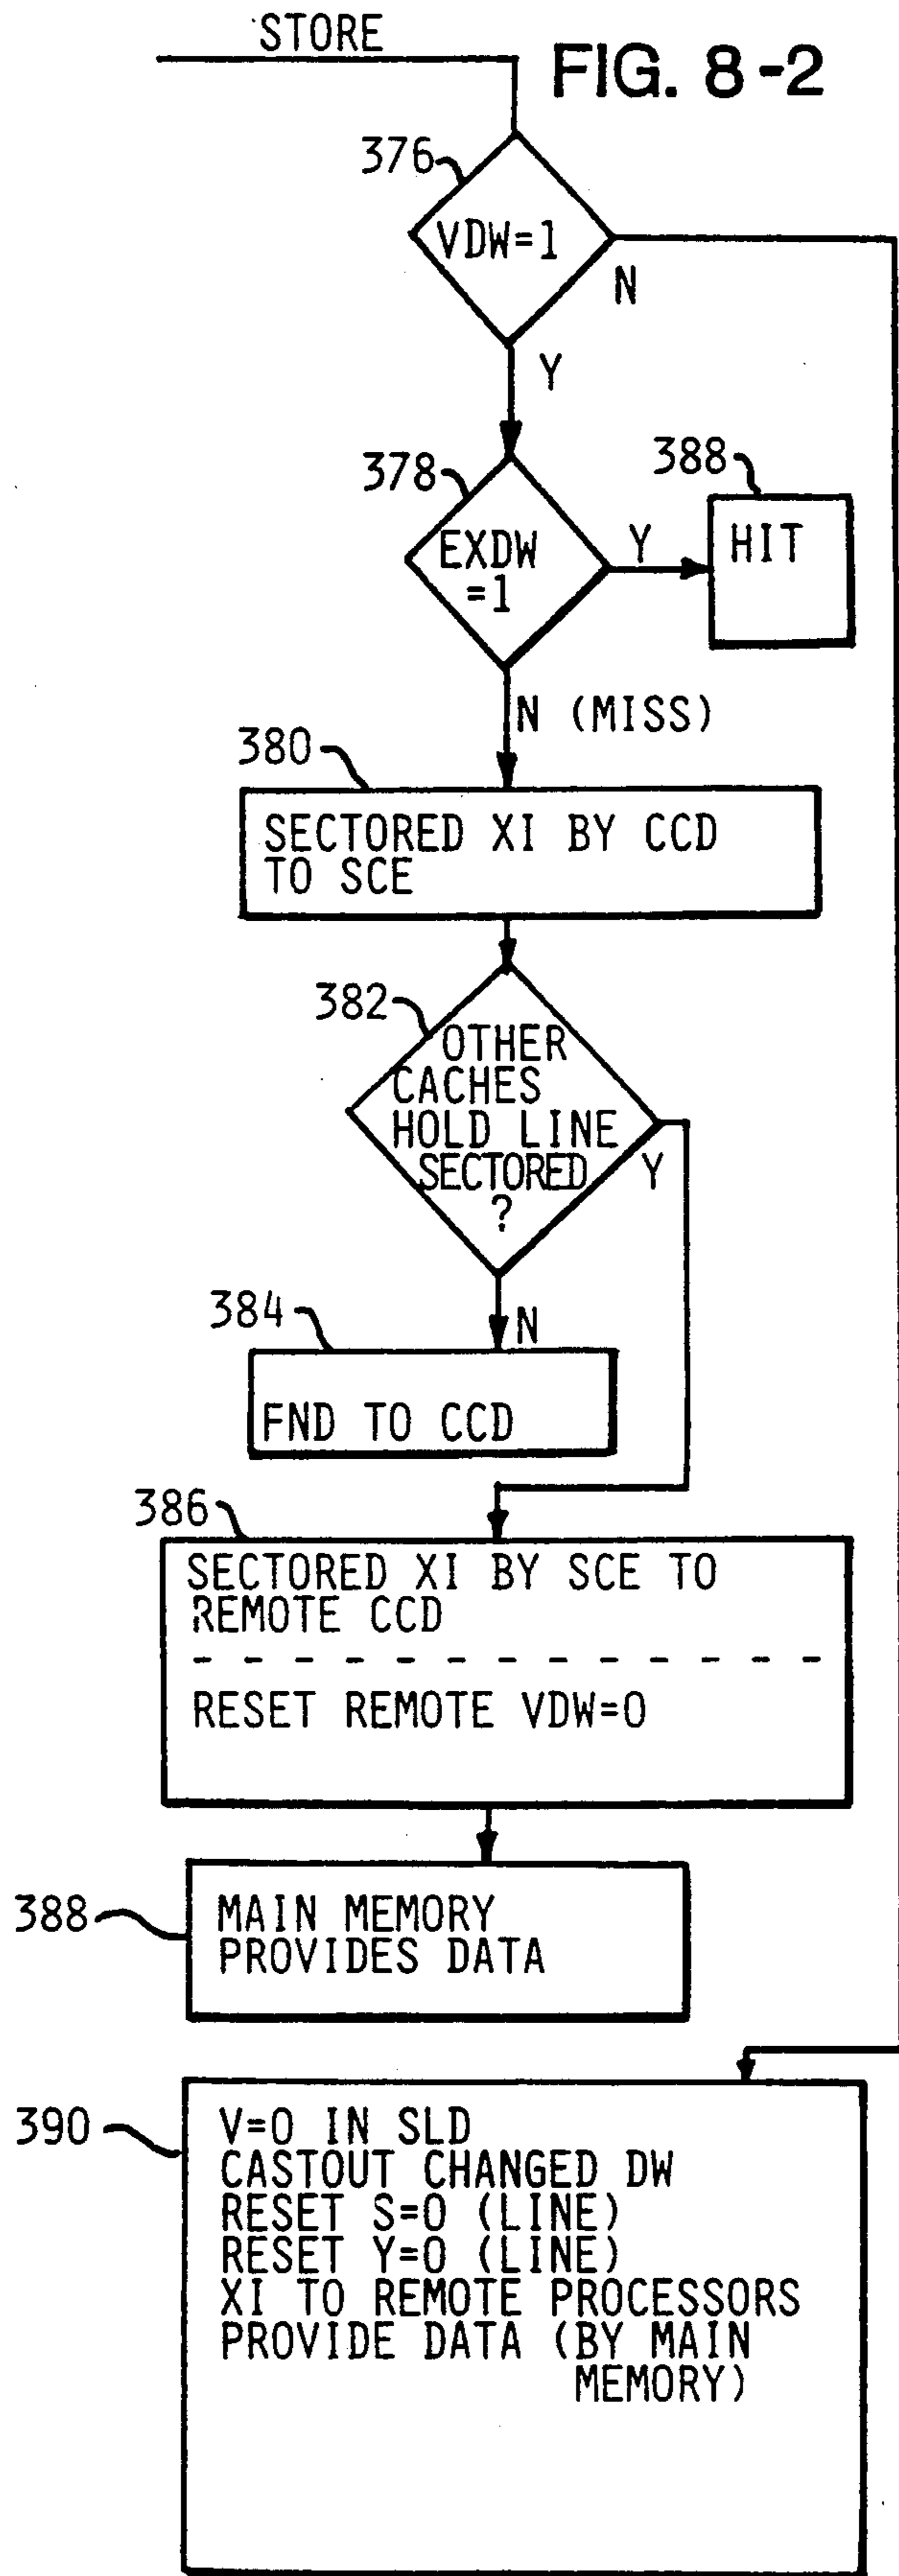 STORE
FIG. 8-2
376
VDW=1
N
Y
378
EXDW
=1
Y
388
HIT
N (MISS)
380
SECTORED XI BY CCD
TO SCE
382
OTHER
CACHES
HOLD LINE
SECTORED
?
Y
N
384
FND TO CCD
386
SECTORED XI BY SCE TO
REMOTE CCD
RESET REMOTE VDW=0
388
MAIN MEMORY
PROVIDES DATA
390
V=0 IN SLD
CASTOUT CHANGED DW
RESET S=0 (LINE)
RESET Y=0 (LINE)
XI TO REMOTE PROCESSORS
PROVIDE DATA (BY MAIN
MEMORY)